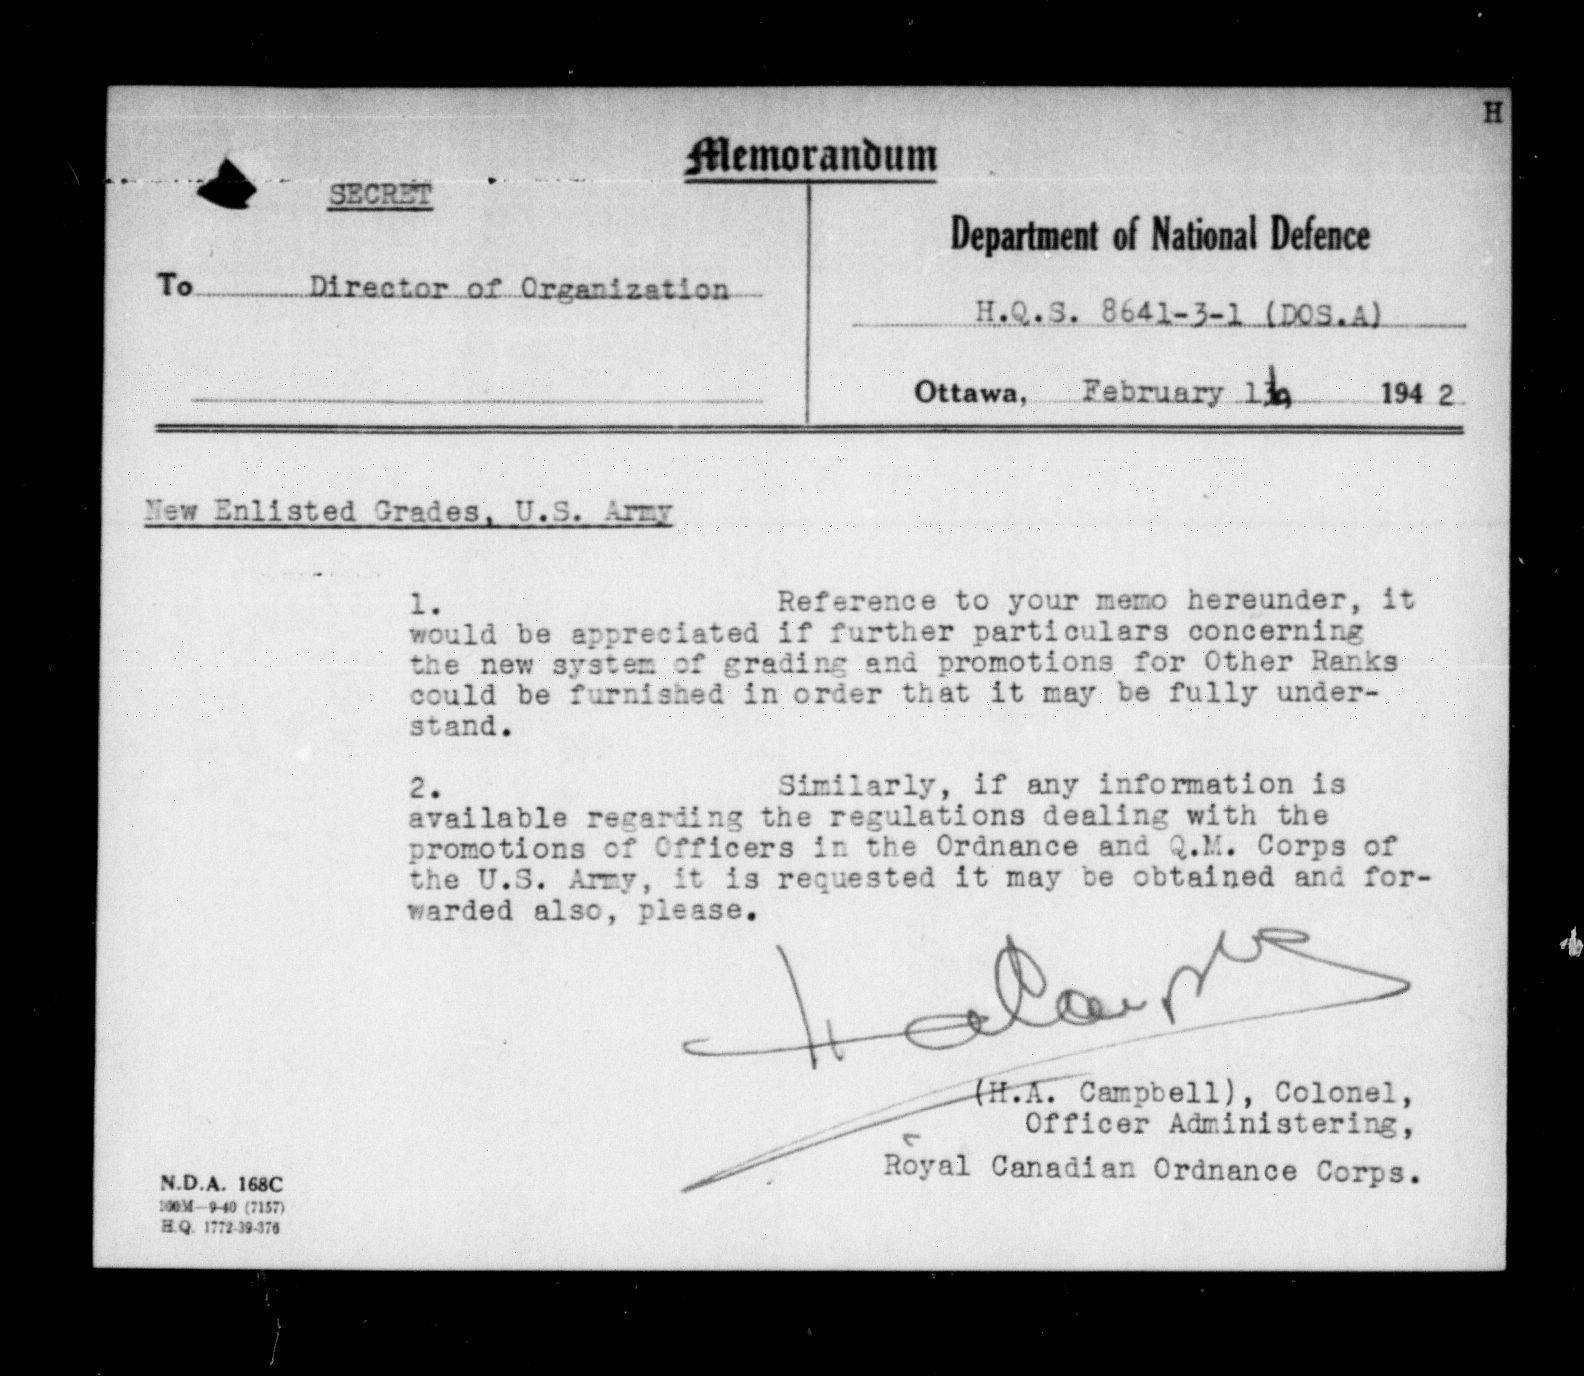 H
Memorandum
SECRET
Department of National Defence
To Director of Organization
H.Q.S. 8641-3-1 (DOS.A)
Ottawa, February 1942
New Enlisted Grades, U.S. Army
1. Reference to your memo hereunder, it
would be appreciated if further particulars concerning
the new system of grading and promotions for Other Ranks
could be furnished in order that it may be fully under-
stand.
2. Similarly, if any information is
available regarding the regulations dealing with the
promotions of Officers in the Ordnance and Q.M. Corps of
the U.S. Army, it is requested it may be obtained and for-
warded also, please.
(H.A. Campbell), Colonel,
Officer Administering,
Royal Canadian Ordnance Corps.
N.D.A. 168C
9-40 (7157)
H.Q. 1772-39-376